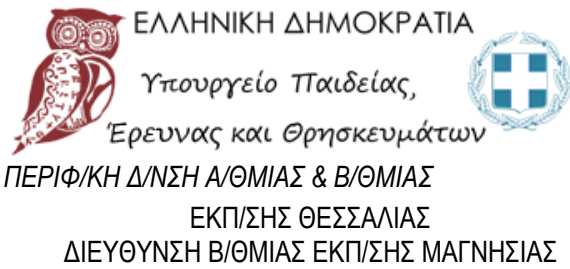 ΕΛΛΗΝΙΚΗ ΔΗΜΟΚΡΑΤΙΑ
Υπουργείο Παιδείας,
Έρευνας και Θρησκευμάτων
ΠΕΡΙΦ/ΚΗ Δ/ΝΣΗ Α/ΘΜΙΑΣ & Β/ΘΜΙΑΣ
ΕΚΠ/ΣΗΣ ΘΕΣΣΑΛΙΑΣ
ΔΙΕΥΘΥΝΣΗ Β/ΘΜΙΑΣ ΕΚΠ/ΣΗΣ ΜΑΓΝΗΣΙΑΣ